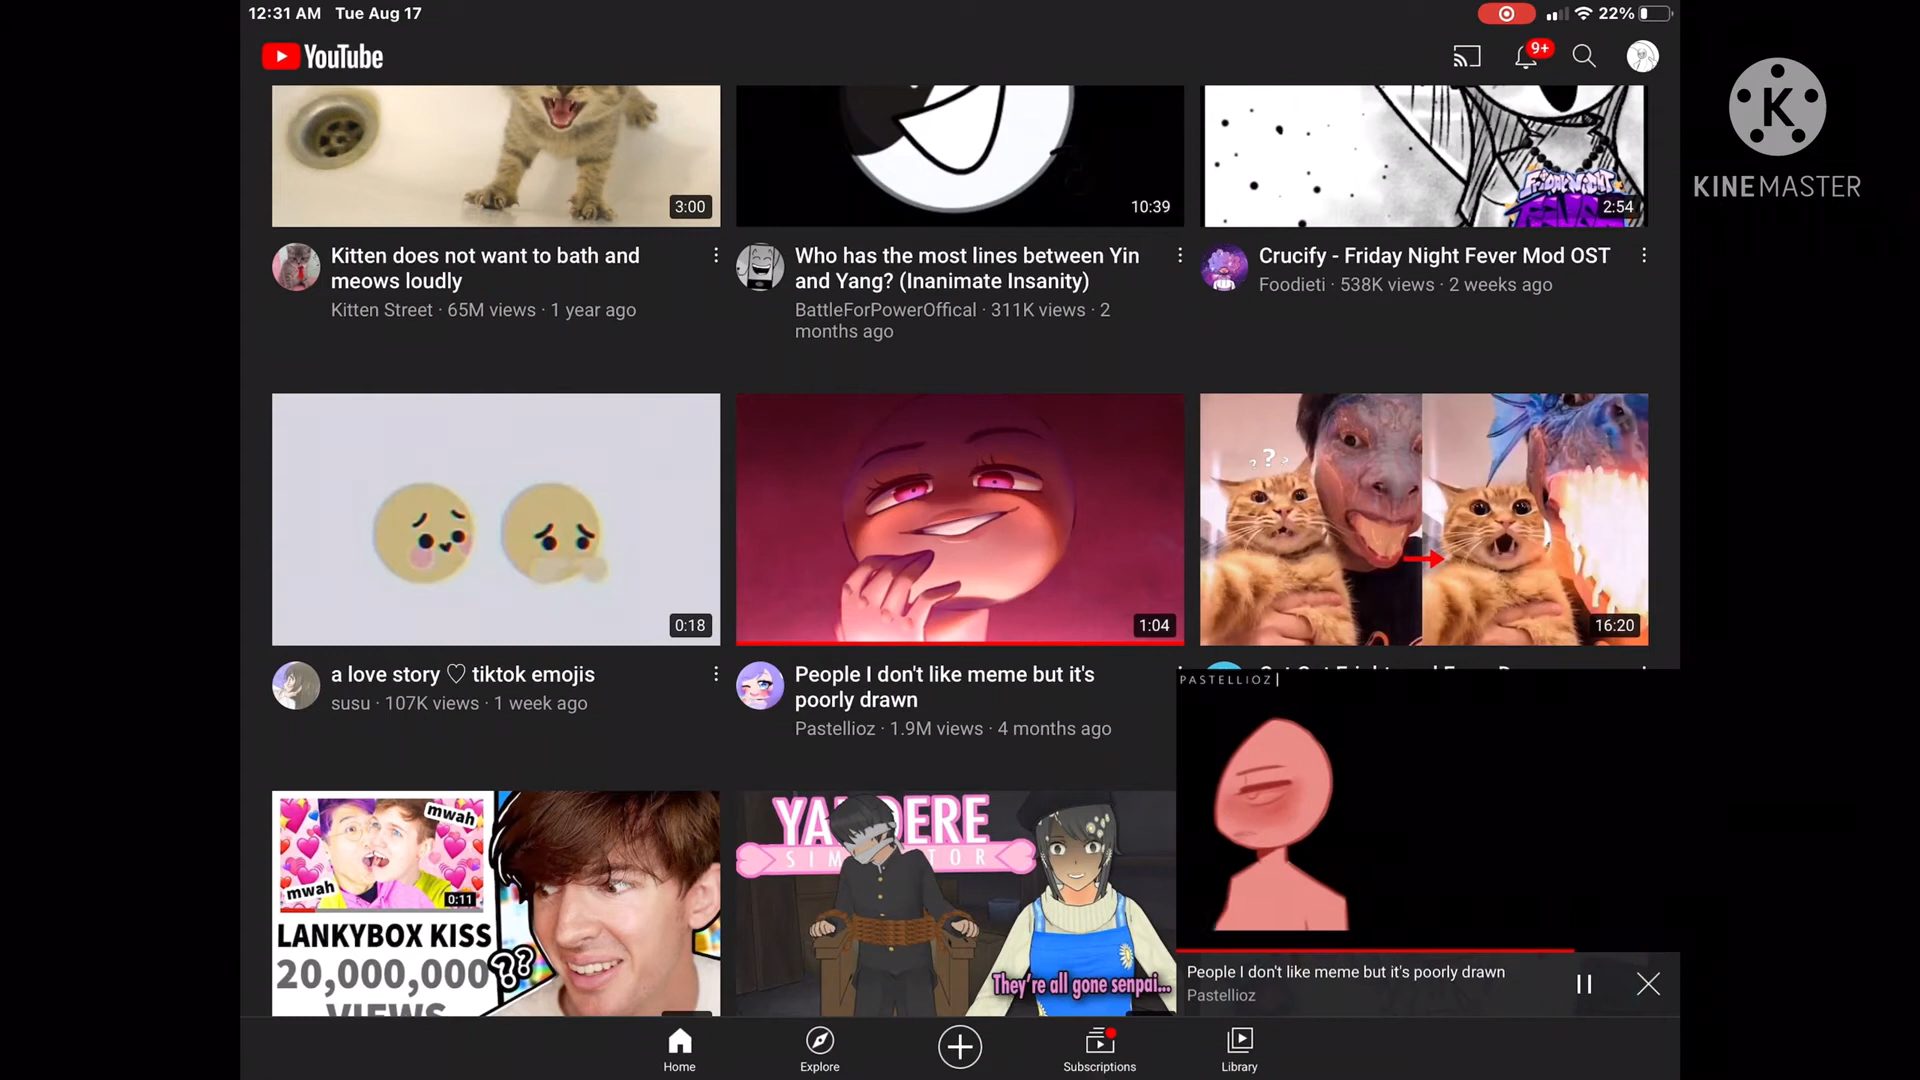 12:31 AM Tue Aug 17
22%
YouTube
9+
K
KINEMASTER
3:00
10:39
FRIDAY NIGHT
2:54
Kitten does not want to bath and
meows loudly
Kitten Street · 65M views · 1 year ago
Who has the most lines between Yin
and Yang? (Inanimate Insanity)
BattleForPowerOffical · 311K views · 2
months ago
Crucify - Friday Night Fever Mod OST
Foodieti · 538K views · 2 weeks ago
? ? ?
0:18
1:04
16:20
a love story ♡ tiktok emojis
susu · 107K views · 1 week ago
People I don't like meme but it's
poorly drawn
Pastellioz · 1.9M views · 4 months ago
PASTELLIOZ|
mwah
mwah
0:11
LANKYBOX KISS
20,000,000
VIEWS
??
They're all gone senpai...
People I don't like meme but it's poorly drawn
Pastellioz
Home
Explore
Subscriptions
Library